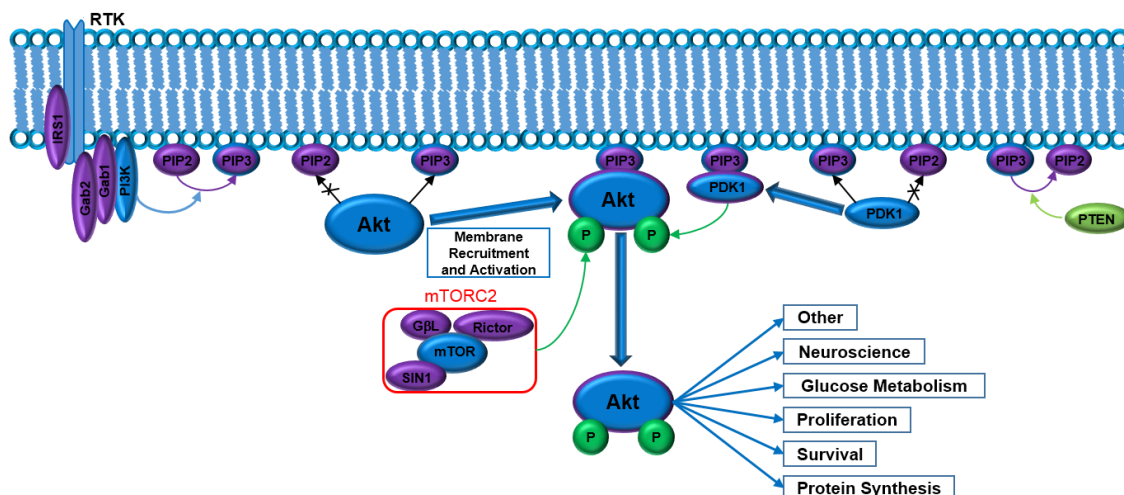 RTK
IRS1
Gab2
Gab1
PI3K
PIP2
PIP3
PIP2
PIP3
PIP3
PIP3
PIP3
PIP2
PIP3
PIP2
Akt
Akt
PDK1
PDK1
PTEN
P
P
Membrane
Recruitment
and Activation
mTORC2
GβL
Rictor
mTOR
SIN1
Akt
P
P
Other
Neuroscience
Glucose Metabolism
Proliferation
Survival
Protein Synthesis